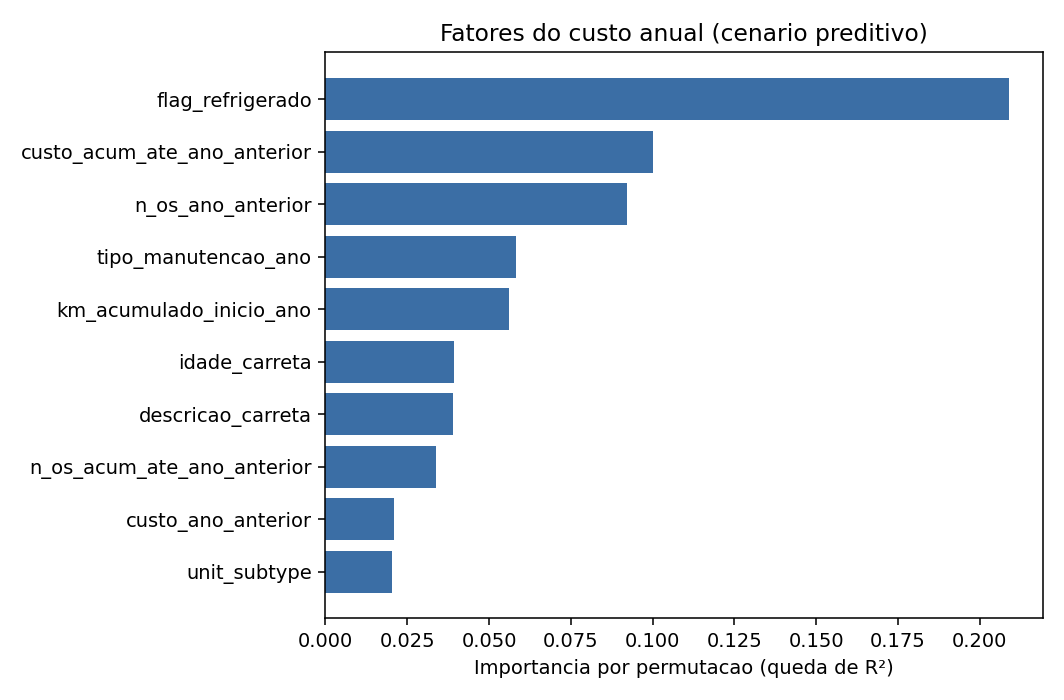 Fatores do custo anual (cenario preditivo)
flag_refrigerado
custo_acum_ate_ano_anterior
n_os_ano_anterior
tipo_manutencao_ano
km_acumulado_inicio_ano
idade_carreta
descricao_carreta
n_os_acum_ate_ano_anterior
custo_ano_anterior
unit_subtype
0.000 0.025 0.050 0.075 0.100 0.125 0.150 0.175 0.200
Importancia por permutacao (queda de R²)